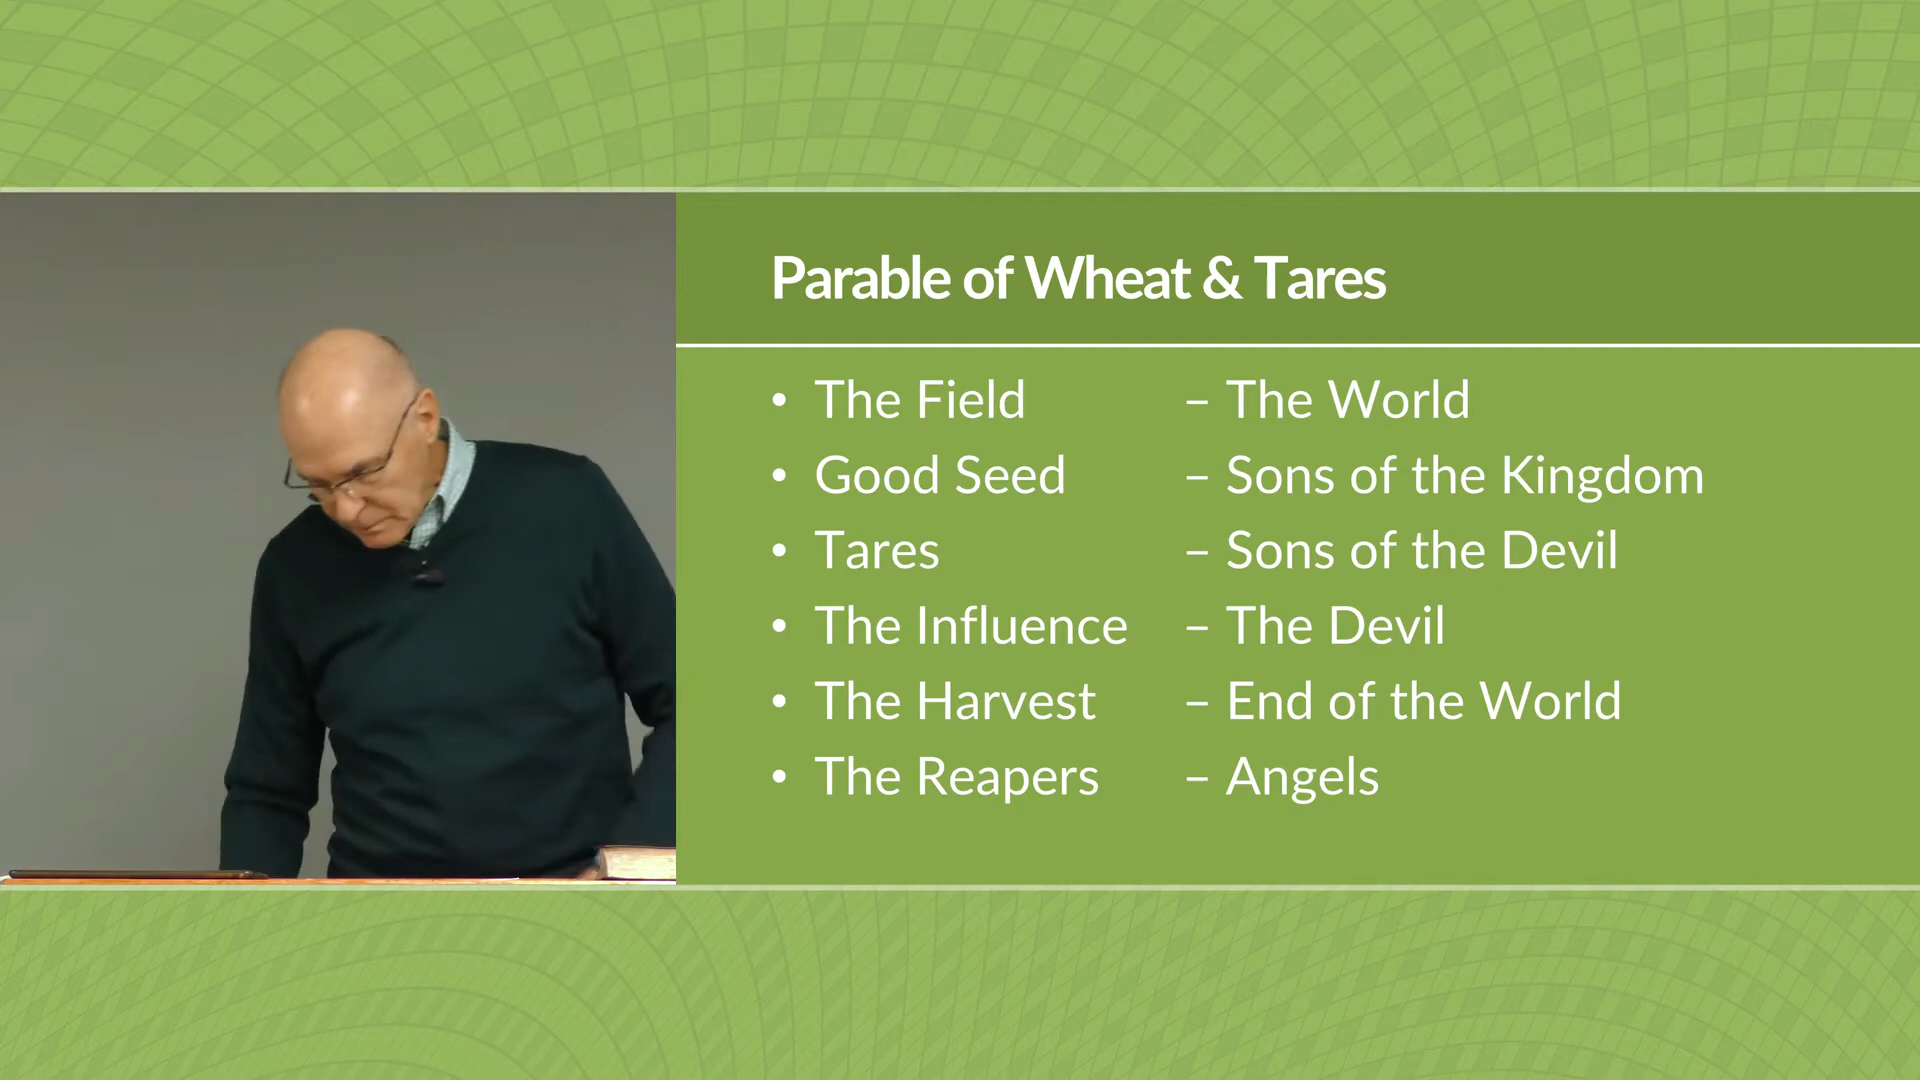 Parable of Wheat & Tares
• The Field – The World
• Good Seed – Sons of the Kingdom
• Tares – Sons of the Devil
• The Influence – The Devil
• The Harvest – End of the World
• The Reapers – Angels